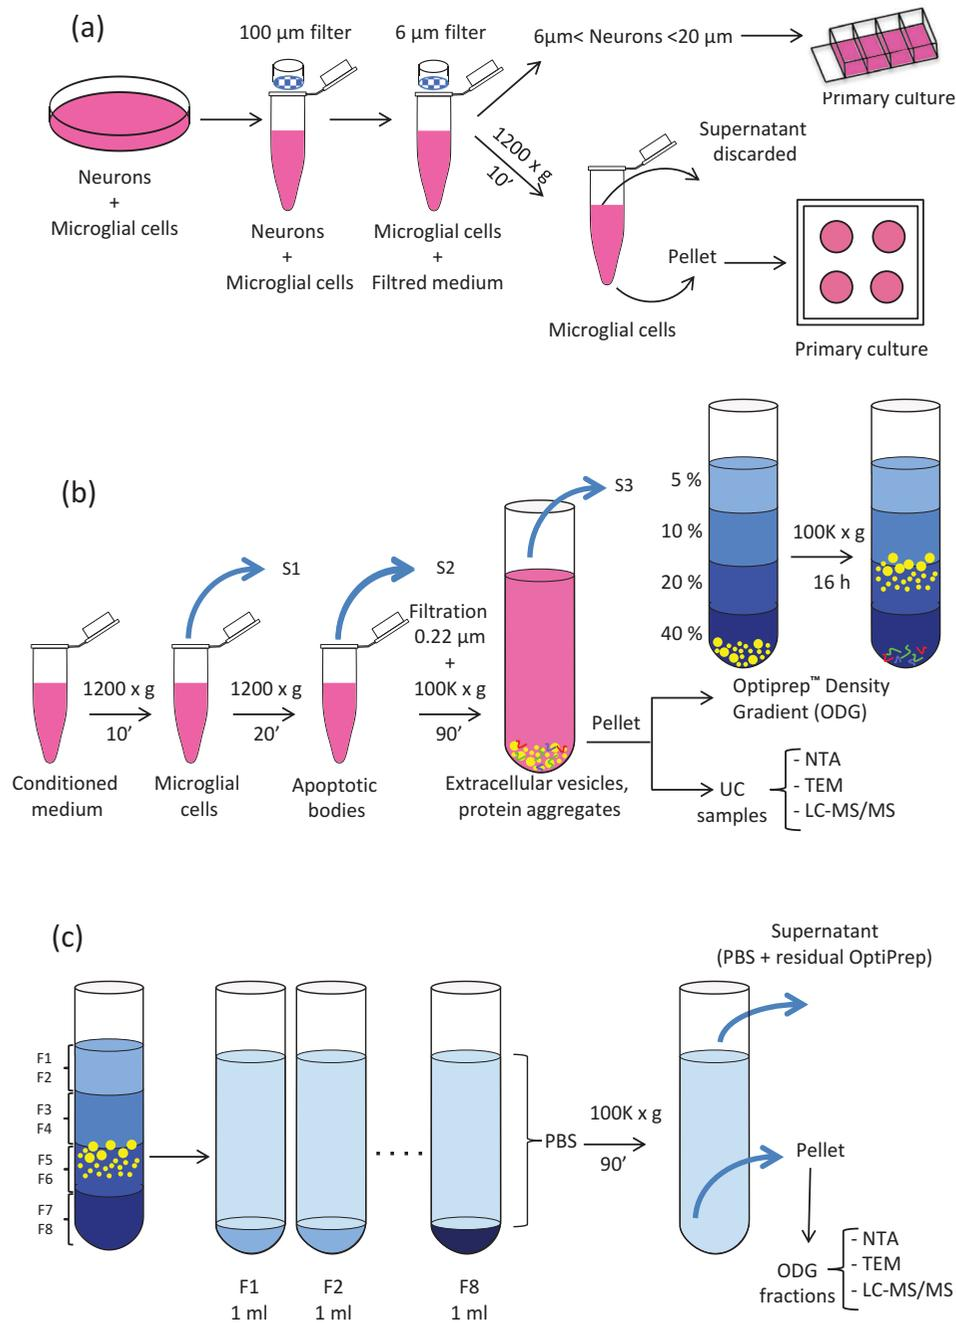 (a)
100 µm filter
6 µm filter
6µm< Neurons <20 µm
Primary culture
Neurons
+
Microglial cells
Neurons
+
Microglial cells
Microglial cells
+
Filtred medium
1200 x g
10’
Supernatant
discarded
Pellet
Microglial cells
Primary culture
(b)
S1
S2
S3
5 %
10 %
20 %
40 %
100K x g
16 h
Filtration
0.22 µm
+
100K x g
90’
1200 x g
10’
1200 x g
20’
Conditioned
medium
Microglial
cells
Apoptotic
bodies
Extracellular vesicles,
protein aggregates
Pellet
Optiprep™ Density
Gradient (ODG)
UC
samples
- NTA
- TEM
- LC-MS/MS
(c)
Supernatant
(PBS + residual OptiPrep)
F1
F2
F3
F4
F5
F6
F7
F8
PBS
100K x g
90’
Pellet
F1
1 ml
F2
1 ml
F8
1 ml
ODG
fractions
- NTA
- TEM
- LC-MS/MS